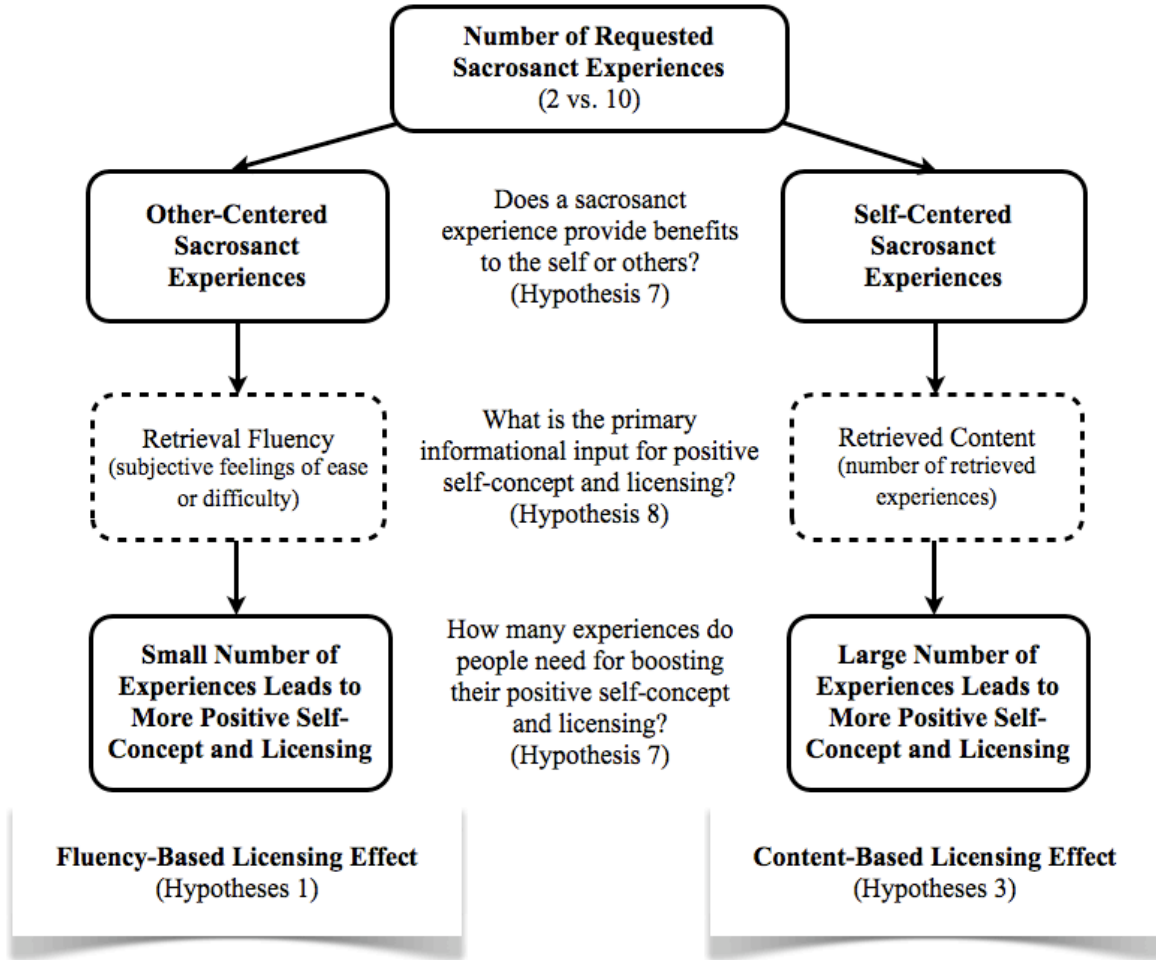 Number of Requested
Sacrosanct Experiences
(2 vs. 10)
Other-Centered
Sacrosanct
Experiences
Does a sacrosanct
experience provide benefits
to the self or others?
(Hypothesis 7)
Self-Centered
Sacrosanct
Experiences
Retrieval Fluency
(subjective feelings of ease
or difficulty)
What is the primary
informational input for positive
self-concept and licensing?
(Hypothesis 8)
Retrieved Content
(number of retrieved
experiences)
Small Number of
Experiences Leads to
More Positive Self-
Concept and Licensing
How many experiences do
people need for boosting
their positive self-concept
and licensing?
(Hypothesis 7)
Large Number of
Experiences Leads to
More Positive Self-
Concept and Licensing
Fluency-Based Licensing Effect
(Hypotheses 1)
Content-Based Licensing Effect
(Hypotheses 3)